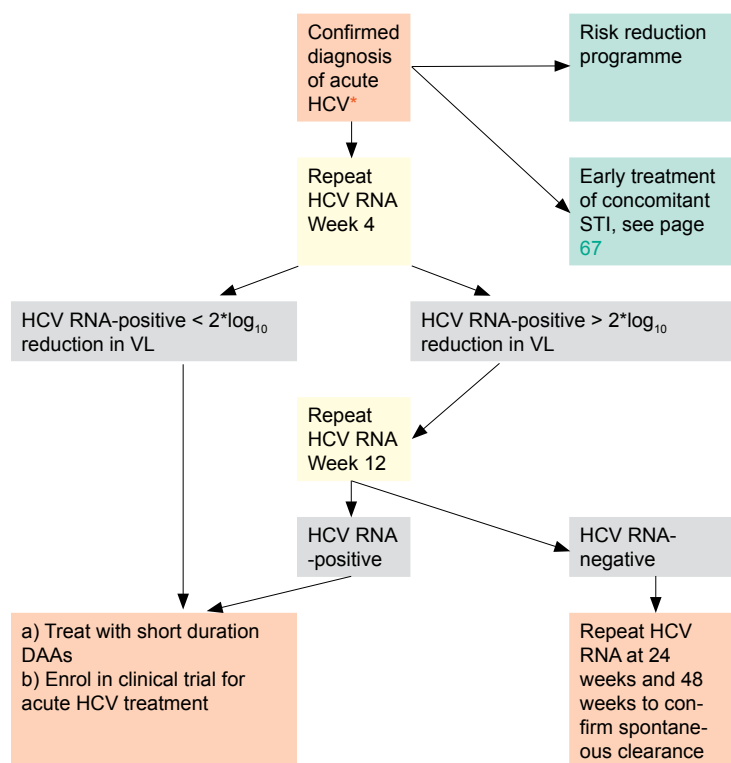 Confirmed
diagnosis
of acute
HCV*
Risk reduction
programme
Repeat
HCV RNA
Week 4
Early treatment
of concomitant
STI, see page
67
HCV RNA-positive < 2*log₁₀
reduction in VL
HCV RNA-positive > 2*log₁₀
reduction in VL
Repeat
HCV RNA
Week 12
HCV RNA
-positive
HCV RNA-
negative
a) Treat with short duration
DAAs
b) Enrol in clinical trial for
acute HCV treatment
Repeat HCV
RNA at 24
weeks and 48
weeks to con-
firm spontane-
ous clearance